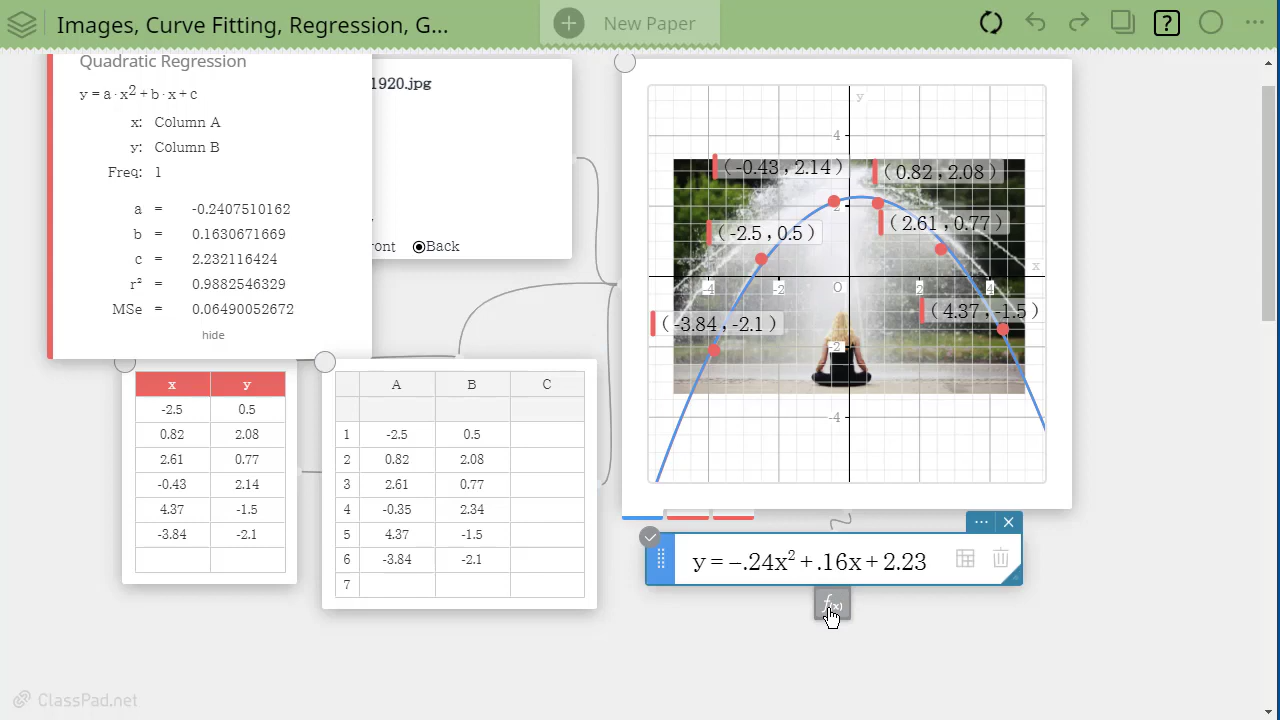 Images, Curve Fitting, Regression, G...
New Paper
?
Quadratic Regression
y = a · x² + b · x + c
x: Column A
y: Column B
Freq: 1
a = -0.2407510162
b = 0.1630671669
c = 2.232116424
r² = 0.9882546329
MSe = 0.06490052672
hide
1920.jpg
ront Back
y
4
(-0.43 , 2.14)
(0.82 , 2.08)
2
(2.61 , 0.77)
(-2.5 , 0.5)
x
-4 -2 O 2 4
(4.37 , -1.5)
(-3.84 , -2.1)
-2
-4
x y
-2.5 0.5
0.82 2.08
2.61 0.77
-0.43 2.14
4.37 -1.5
-3.84 -2.1
A B C
1 -2.5 0.5
2 0.82 2.08
3 2.61 0.77
4 -0.35 2.34
5 4.37 -1.5
6 -3.84 -2.1
7
y = −.24x² + .16x + 2.23
f(x)
ClassPad.net